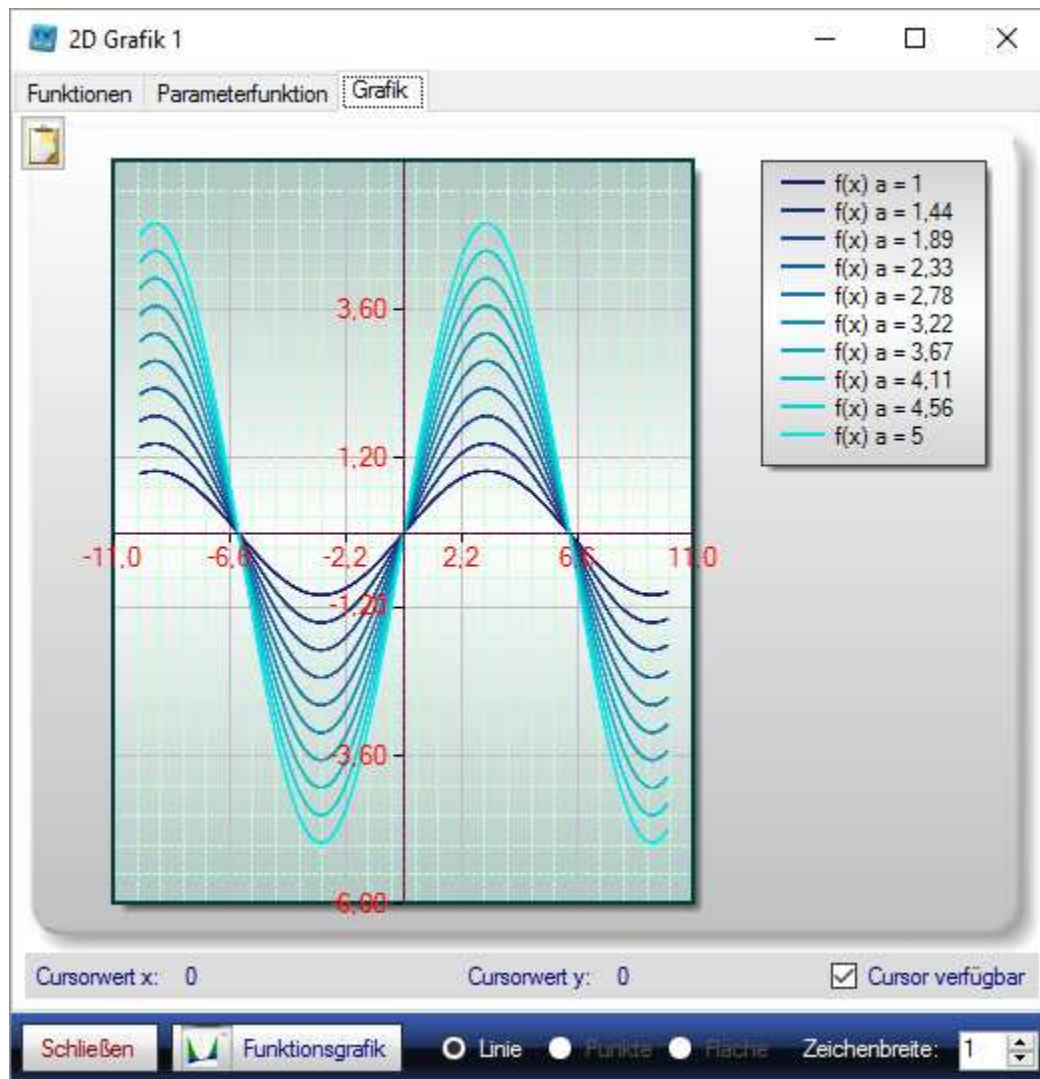 2D Grafik 1
Funktionen Parameterfunktion Grafik
f(x) a = 1
f(x) a = 1,44
f(x) a = 1,89
f(x) a = 2,33
f(x) a = 2,78
f(x) a = 3,22
f(x) a = 3,67
f(x) a = 4,11
f(x) a = 4,56
f(x) a = 5
3,60
1,20
-11,0 -6,6 -2,2 2,2 6,6 11,0
-1,20
-3,60
-6,00
Cursorwert x: 0 Cursorwert y: 0 Cursor verfügbar
Schließen Funktionsgrafik Linie Punkte Fläche Zeichenbreite: 1